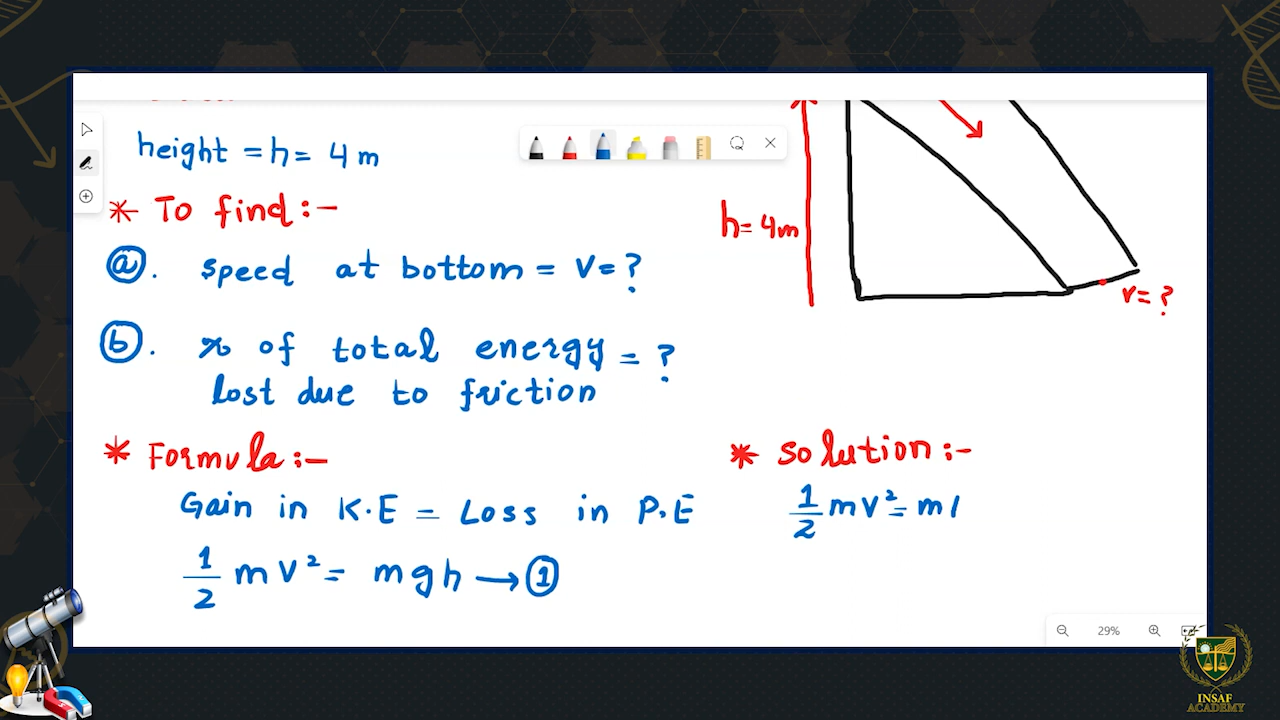 height = h = 4 m
* To find :-
ⓐ. speed at bottom = v = ?
ⓑ. % of total energy = ?
lost due to friction
* Formula :-
Gain in K.E = Loss in P.E
1/2 mv² = mgh → ①
h = 4m
v = ?
* Solution :-
1/2 mv² = m
29%
INSAF
ACADEMY